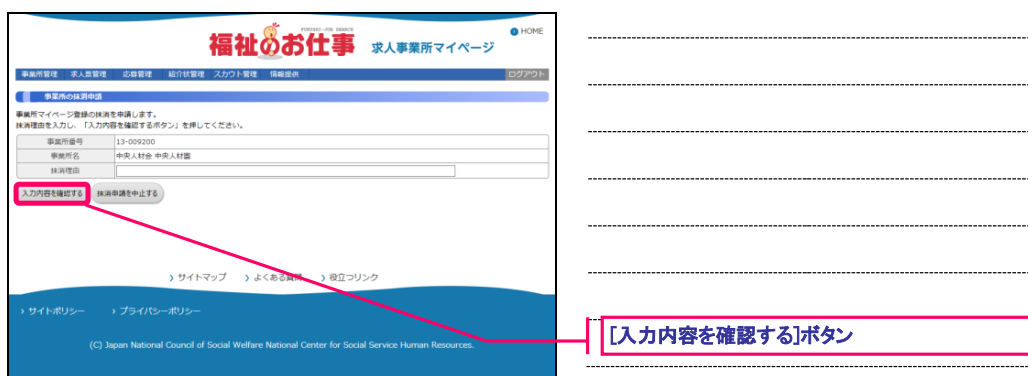 福祉のお仕事
求人事業所マイページ
HOME
事業所管理 求人票管理 応募管理 紹介状管理 スカウト管理 情報提供 ログアウト
事業所の抹消申請
事業所マイページ登録の抹消を申請します。
抹消理由を入力し、「入力内容を確認するボタン」を押してください。
事業所番号 13-009200
事業所名 中央人材会 中央人材園
抹消理由
入力内容を確認する 抹消申請を中止する
サイトマップ よくある質問 役立つリンク
サイトポリシー プライバシーポリシー
(C) Japan National Council of Social Welfare National Center for Social Service Human Resources.
[入力内容を確認する]ボタン